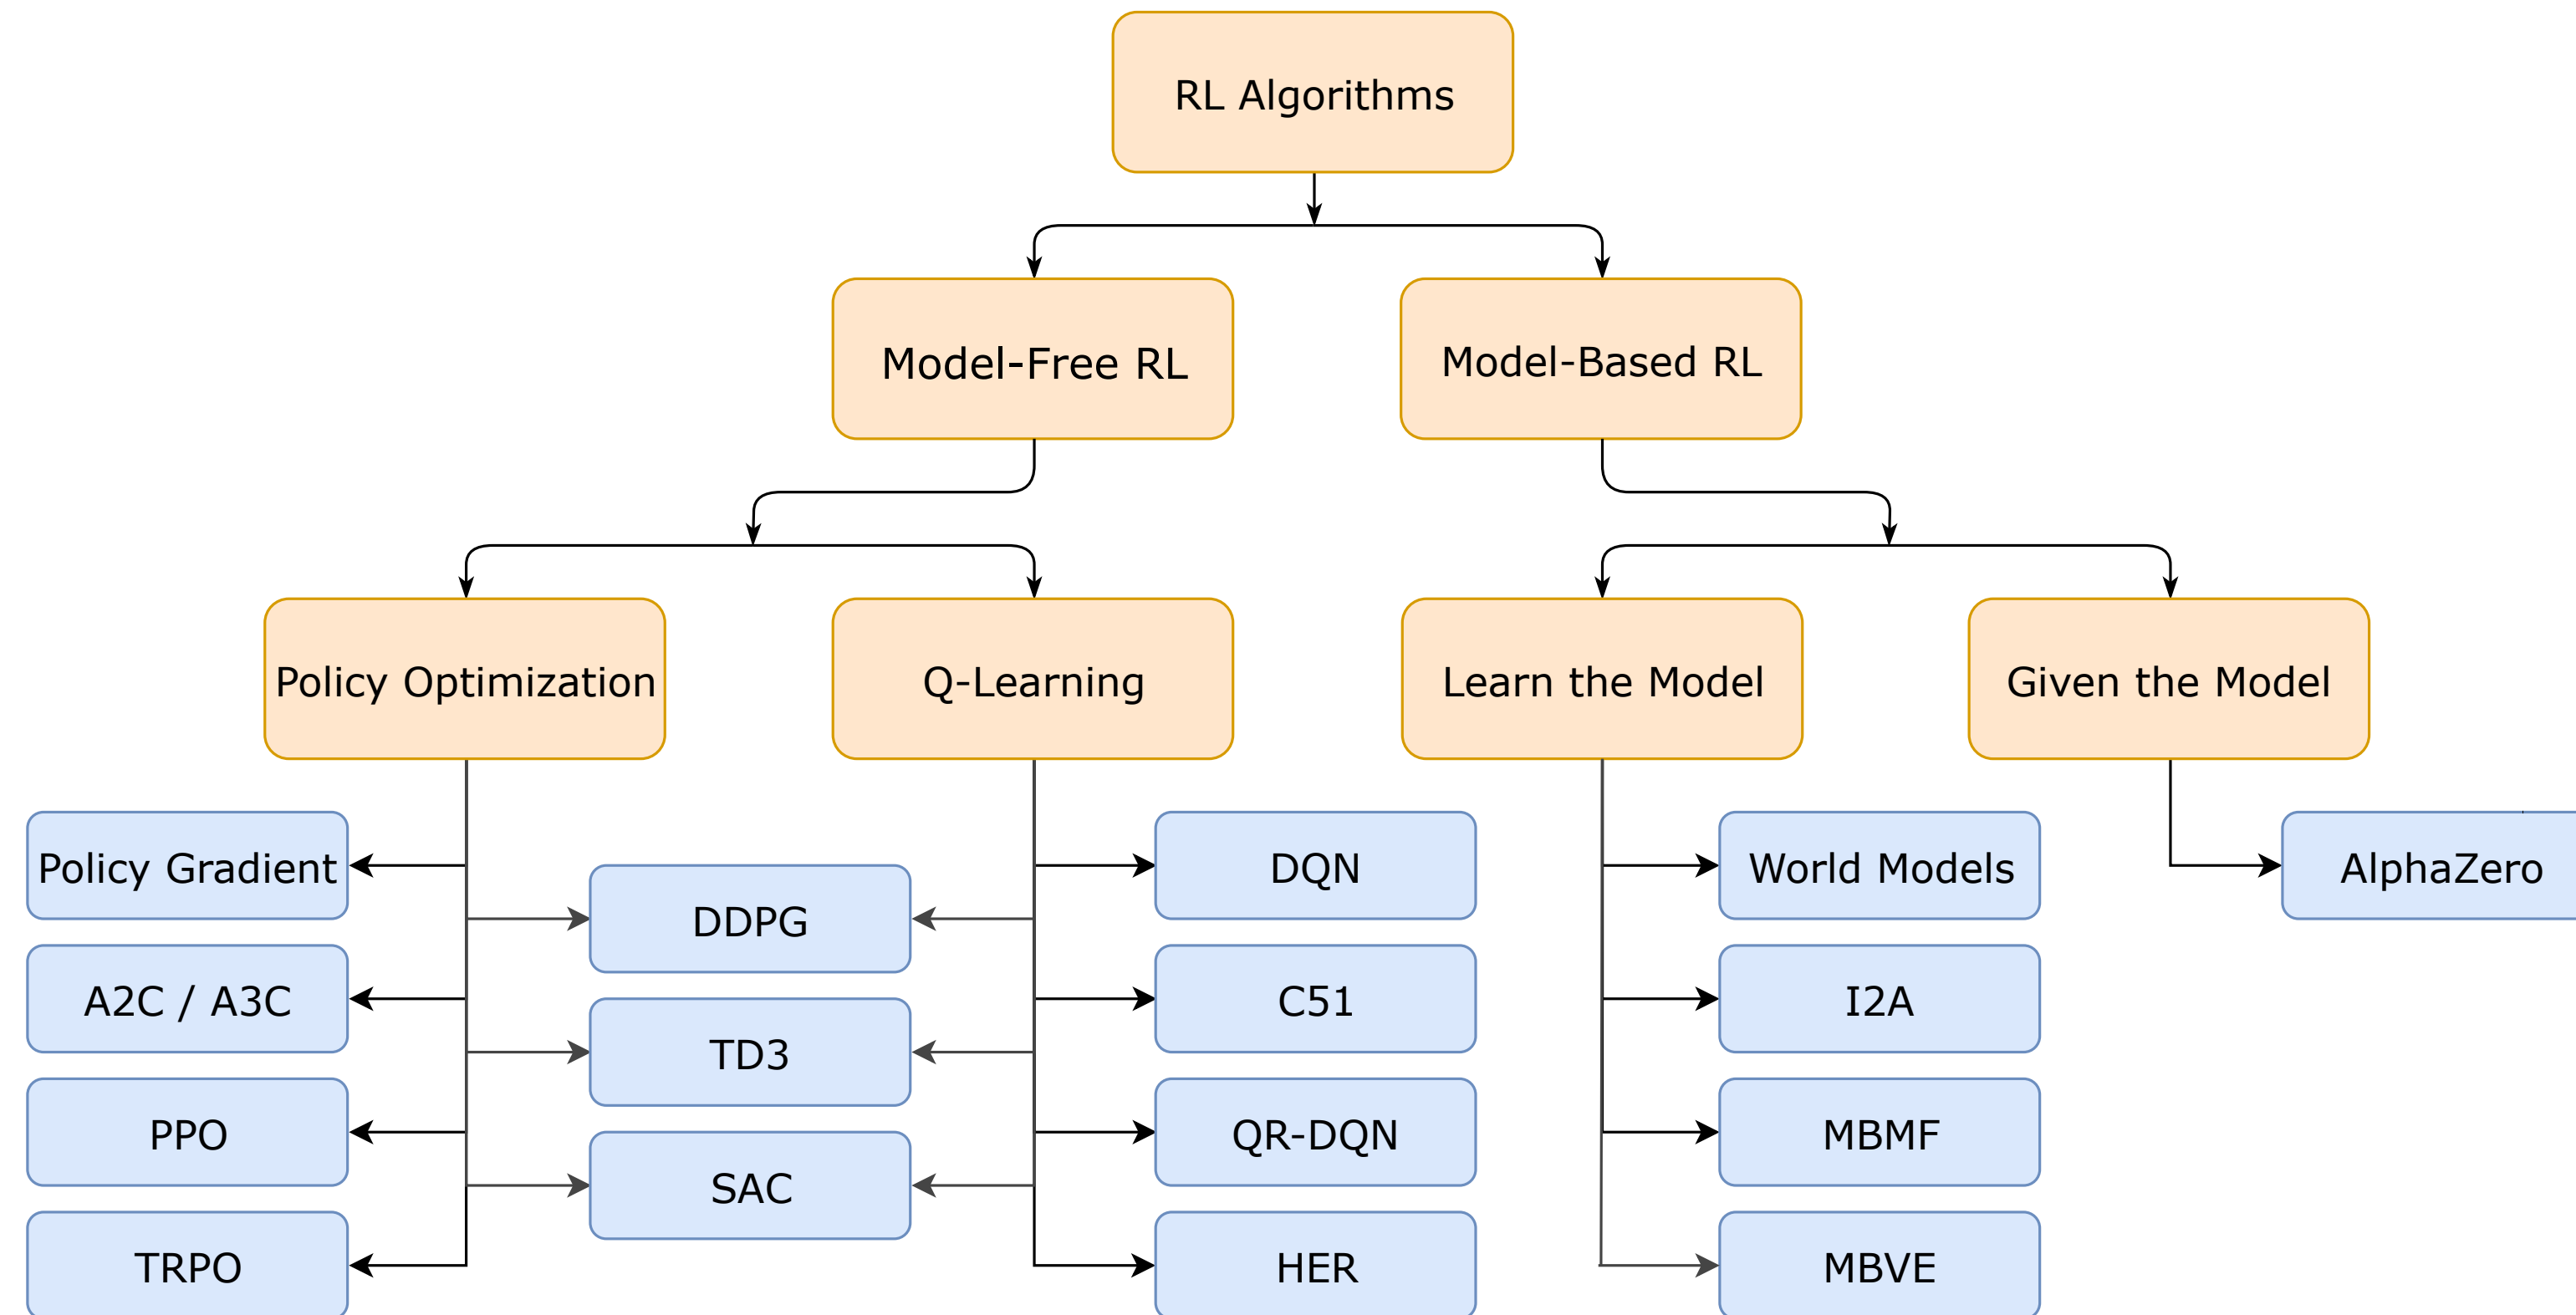 RL Algorithms
Model-Free RL
Model-Based RL
Policy Optimization
Q-Learning
Learn the Model
Given the Model
Policy Gradient
A2C / A3C
PPO
TRPO
DDPG
TD3
SAC
DQN
C51
QR-DQN
HER
World Models
I2A
MBMF
MBVE
AlphaZero